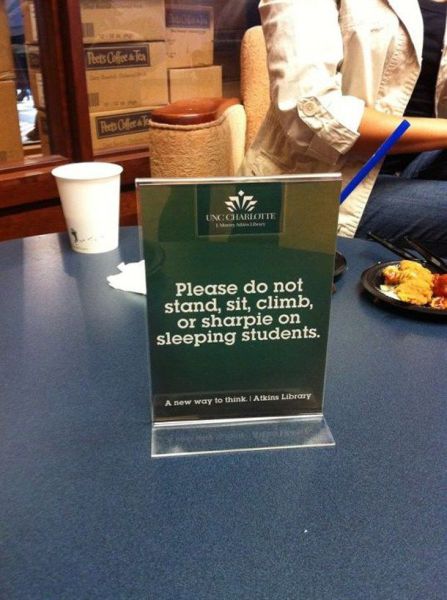 Peet's Coffee & Tea
Peet's Coffee & Tea
UNC CHARLOTTE
J. Murrey Atkins Library
Please do not
stand, sit, climb,
or sharpie on
sleeping students.
A new way to think. | Atkins Library